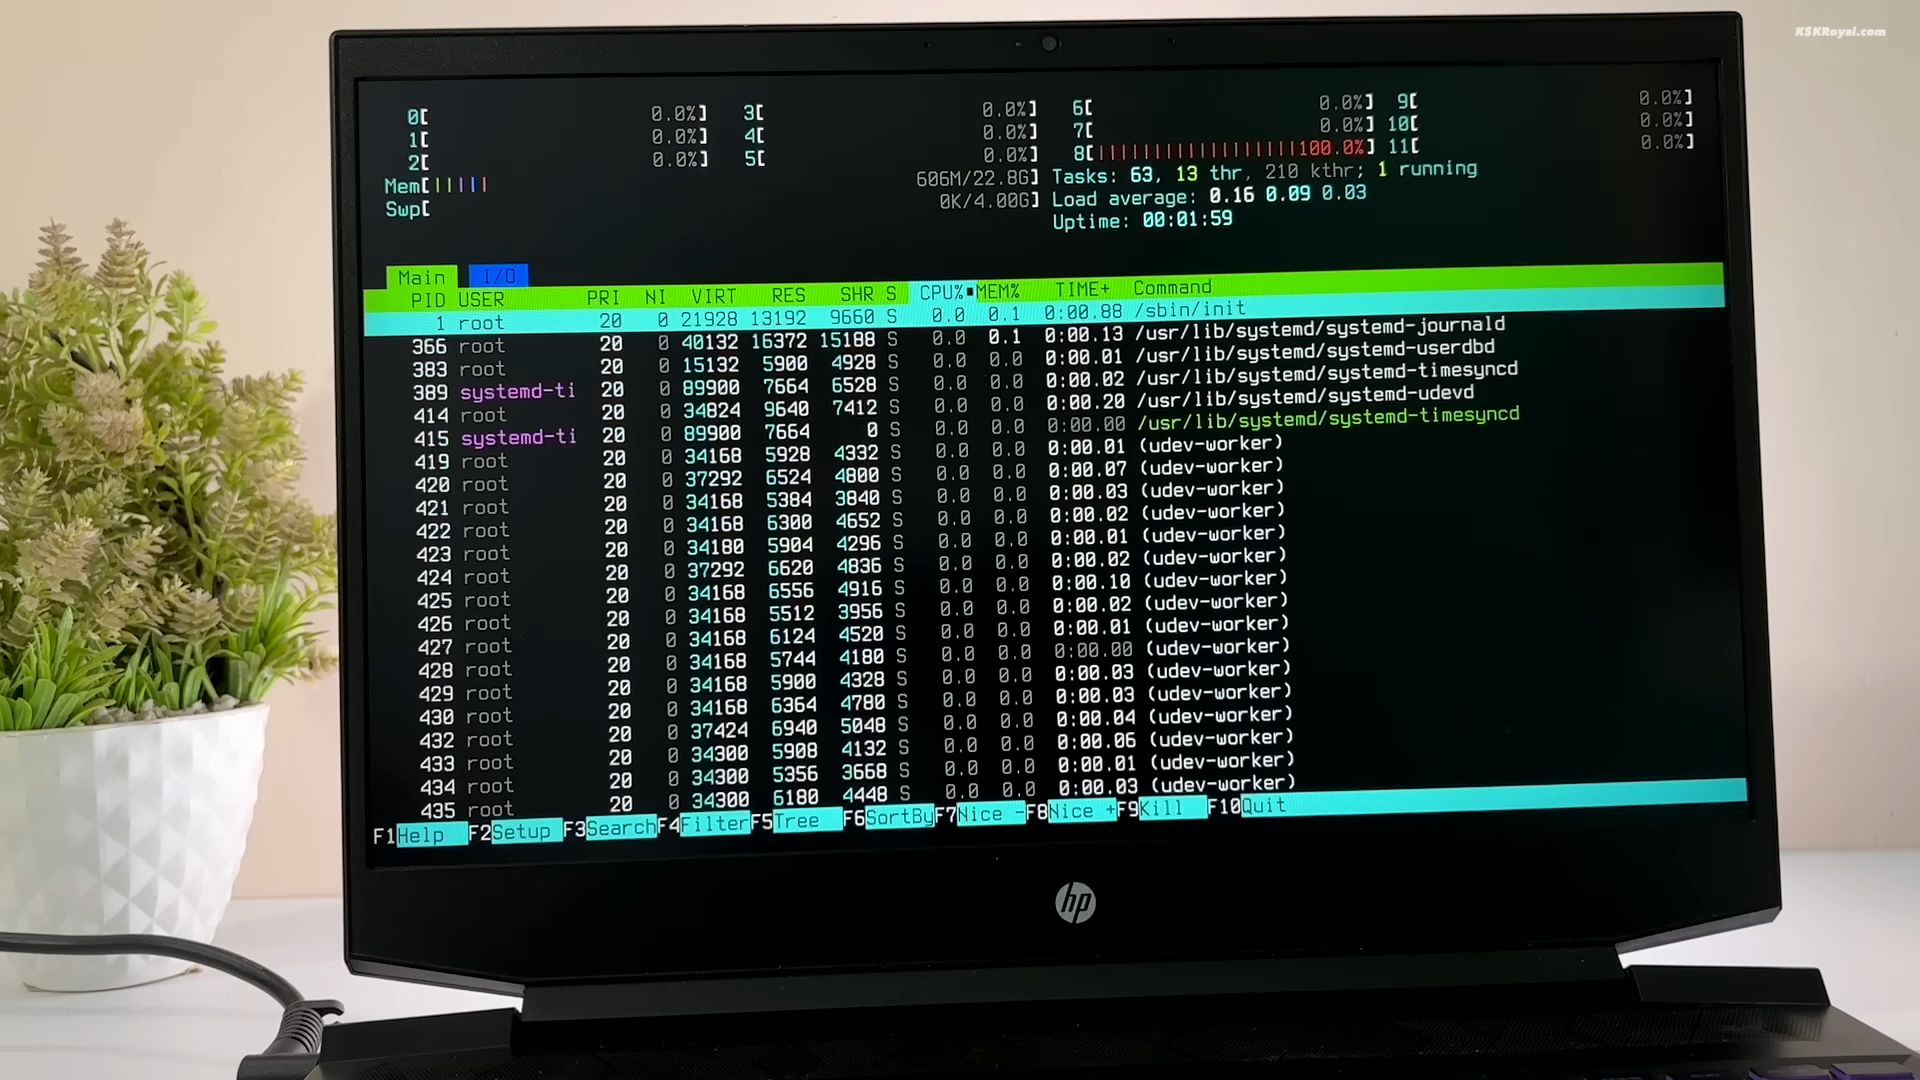 KSKRoyal.com
0[ 0.0%] 3[ 0.0%] 6[ 0.0%] 9[ 0.0%]
1[ 0.0%] 4[ 0.0%] 7[ 0.0%] 10[ 0.0%]
2[ 0.0%] 5[ 0.0%] 8[||||||||||||||||||100.0%] 11[ 0.0%]
Mem[||||| 606M/22.8G] Tasks: 63, 13 thr, 210 kthr; 1 running
Swp[ 0K/4.00G] Load average: 0.16 0.09 0.03
Uptime: 00:01:59
Main I/O
PID USER PRI NI VIRT RES SHR S CPU% MEM% TIME+ Command
1 root 20 0 21928 13192 9660 S 0.0 0.1 0:00.88 /sbin/init
366 root 20 0 40132 16372 15188 S 0.0 0.1 0:00.13 /usr/lib/systemd/systemd-journald
383 root 20 0 15132 5900 4928 S 0.0 0.0 0:00.01 /usr/lib/systemd/systemd-userdbd
389 systemd-ti 20 0 89900 7664 6528 S 0.0 0.0 0:00.02 /usr/lib/systemd/systemd-timesyncd
414 root 20 0 34824 9640 7412 S 0.0 0.0 0:00.20 /usr/lib/systemd/systemd-udevd
415 systemd-ti 20 0 89900 7664 0 S 0.0 0.0 0:00.00 /usr/lib/systemd/systemd-timesyncd
419 root 20 0 34168 5928 4332 S 0.0 0.0 0:00.01 (udev-worker)
420 root 20 0 37292 6524 4800 S 0.0 0.0 0:00.07 (udev-worker)
421 root 20 0 34168 5384 3840 S 0.0 0.0 0:00.03 (udev-worker)
422 root 20 0 34168 6300 4652 S 0.0 0.0 0:00.02 (udev-worker)
423 root 20 0 34180 5904 4296 S 0.0 0.0 0:00.01 (udev-worker)
424 root 20 0 37292 6620 4836 S 0.0 0.0 0:00.02 (udev-worker)
425 root 20 0 34168 6556 4916 S 0.0 0.0 0:00.10 (udev-worker)
426 root 20 0 34168 5512 3956 S 0.0 0.0 0:00.02 (udev-worker)
427 root 20 0 34168 6124 4520 S 0.0 0.0 0:00.01 (udev-worker)
428 root 20 0 34168 5744 4180 S 0.0 0.0 0:00.00 (udev-worker)
429 root 20 0 34168 5900 4328 S 0.0 0.0 0:00.03 (udev-worker)
430 root 20 0 34168 6364 4780 S 0.0 0.0 0:00.03 (udev-worker)
432 root 20 0 37424 6940 5048 S 0.0 0.0 0:00.04 (udev-worker)
433 root 20 0 34300 5908 4132 S 0.0 0.0 0:00.06 (udev-worker)
434 root 20 0 34300 5356 3668 S 0.0 0.0 0:00.01 (udev-worker)
435 root 20 0 34300 6180 4448 S 0.0 0.0 0:00.03 (udev-worker)
F1Help F2Setup F3Search F4Filter F5Tree F6SortBy F7Nice - F8Nice + F9Kill F10Quit
hp